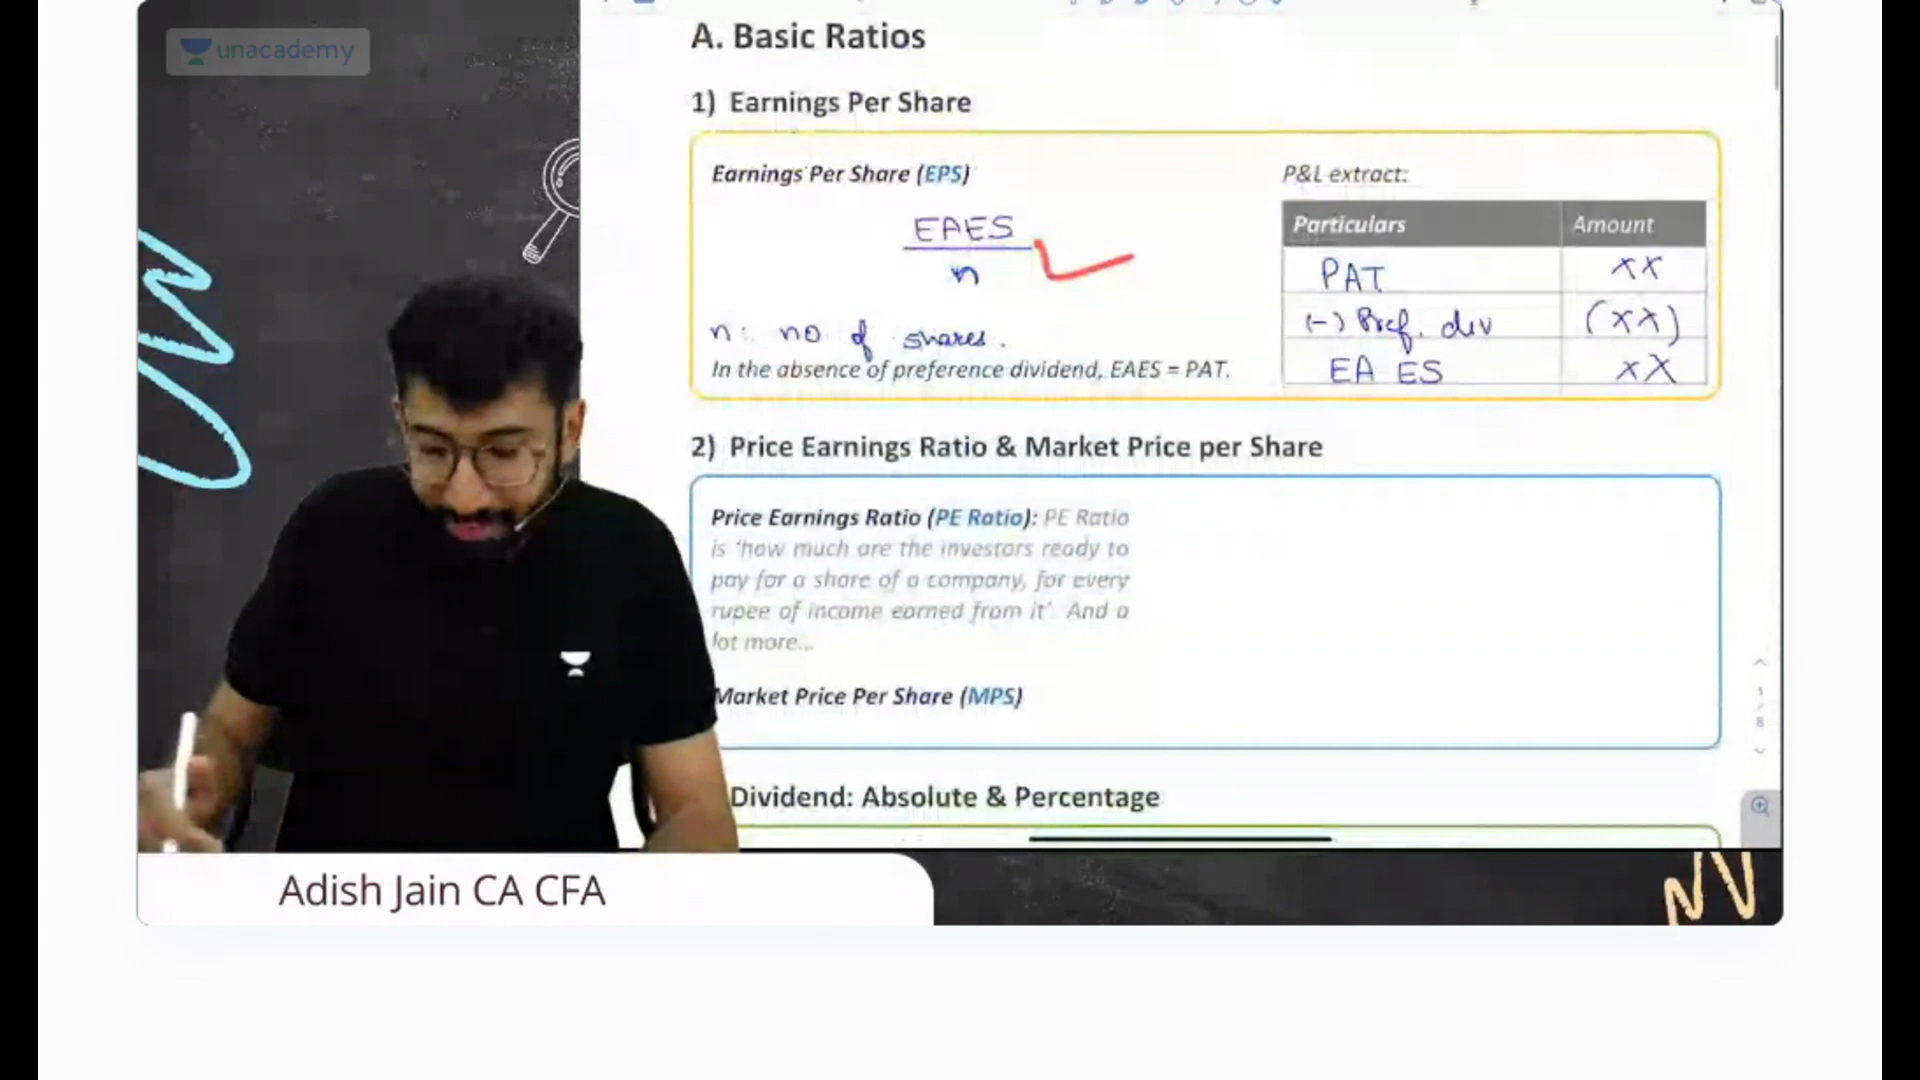 unacademy
A. Basic Ratios
1) Earnings Per Share
Earnings Per Share (EPS)
EAES
n
n: no of shares.
In the absence of preference dividend, EAES = PAT.
P&L extract:
Particulars Amount
PAT XX
(-) Pref. div (XX)
EA ES XX
2) Price Earnings Ratio & Market Price per Share
Price Earnings Ratio (PE Ratio): PE Ratio
is 'how much are the investors ready to
pay for a share of a company, for every
rupee of income earned from it'. And a
lot more...
Market Price Per Share (MPS)
Dividend: Absolute & Percentage
1
/
8
Adish Jain CA CFA